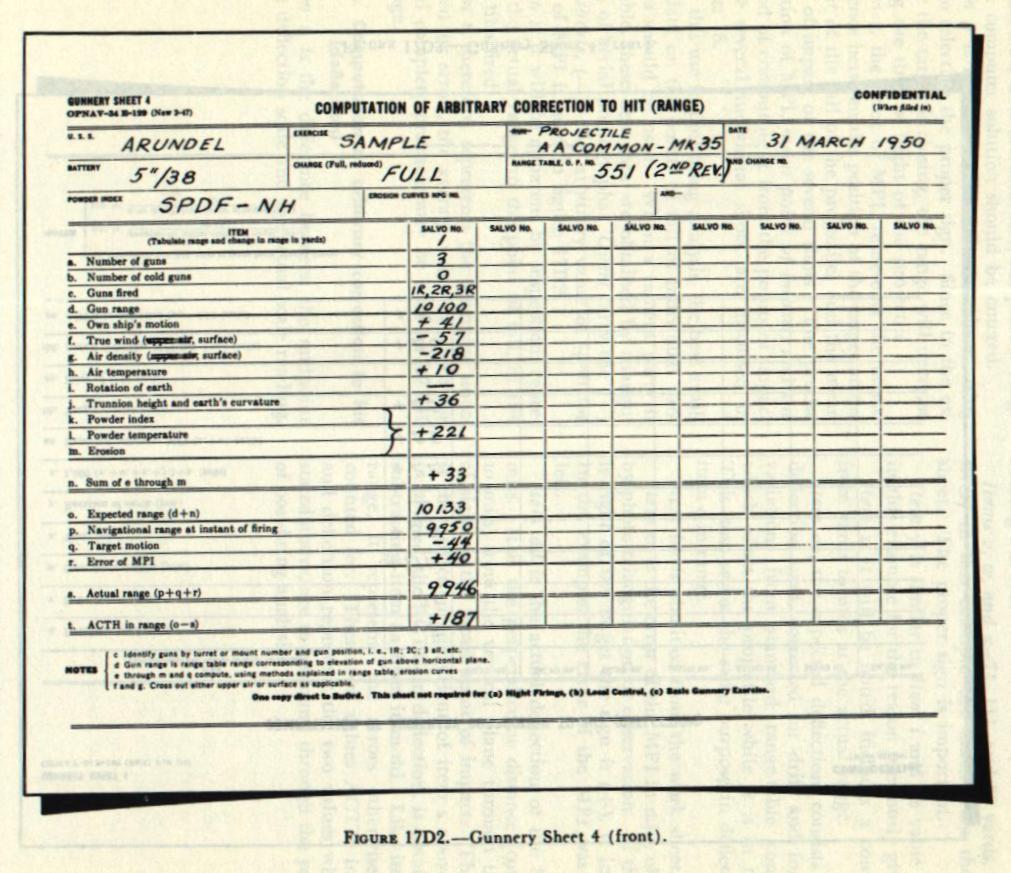 GUNNERY SHEET 4
OPNAV-34 H-129 (New 3-47)
COMPUTATION OF ARBITRARY CORRECTION TO HIT (RANGE)
CONFIDENTIAL
(When filled in)
U. S. S. ARUNDEL
EXERCISE SAMPLE
PROJECTILE
AA COMMON - MK 35
DATE 31 MARCH 1950
BATTERY 5"/38
CHARGE (Full, reduced) FULL
RANGE TABLE, O. P. NO. 551 (2ND REV.)
AND CHANGE NO.
POWDER INDEX SPDF-NH
EROSION CURVES NPG NO.
AND—
ITEM
(Tabulate range and change in range in yards)
SALVO NO. SALVO NO. SALVO NO. SALVO NO. SALVO NO. SALVO NO. SALVO NO. SALVO NO.
1
a. Number of guns 3
b. Number of cold guns 0
c. Guns fired 1R,2R,3R
d. Gun range 10100
e. Own ship's motion + 41
f. True wind (upper air, surface) - 57
g. Air density (upper air, surface) -218
h. Air temperature +10
i. Rotation of earth —
j. Trunnion height and earth's curvature + 36
k. Powder index
l. Powder temperature +221
m. Erosion
n. Sum of e through m +33
o. Expected range (d+n) 10133
p. Navigational range at instant of firing 9950
q. Target motion -44
r. Error of MPI +40
s. Actual range (p+q+r) 9946
t. ACTH in range (o-s) +187
NOTES
c Identify guns by turret or mount number and gun position, i. e., 1R; 2C; 3 all, etc.
d Gun range is range table range corresponding to elevation of gun above horizontal plane.
e through m and q compute, using methods explained in range table, erosion curves
f and g. Cross out either upper air or surface as applicable.
One copy direct to BuOrd. This sheet not required for (a) Night Firings, (b) Local Control, (c) Basic Gunnery Exercise.
FIGURE 17D2.—Gunnery Sheet 4 (front).